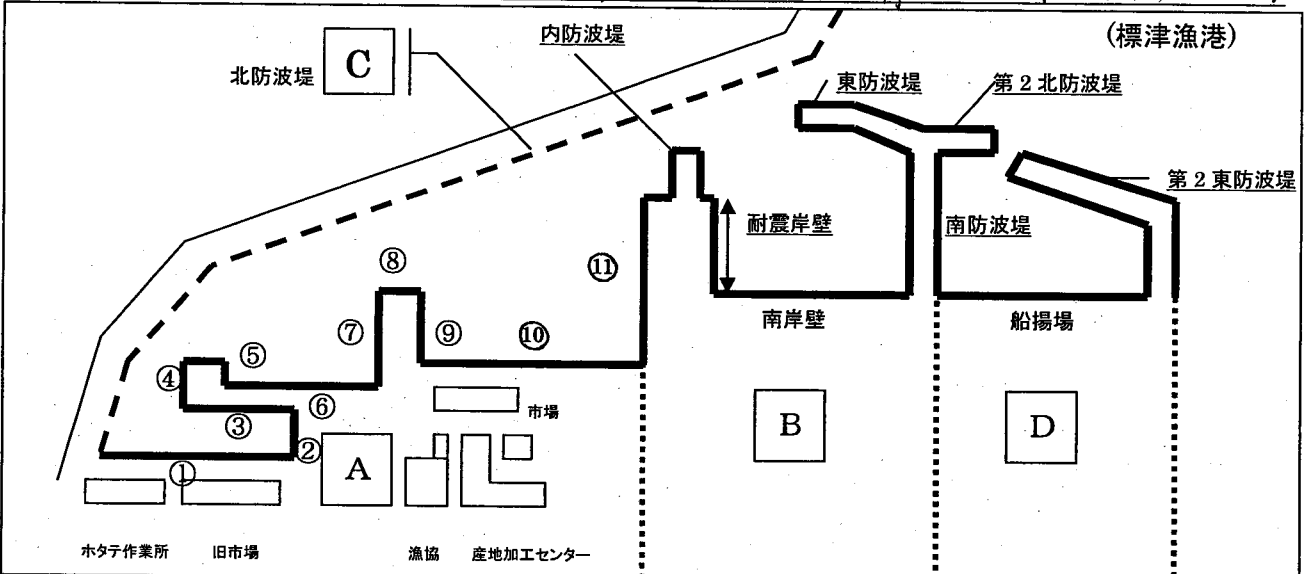 (標津漁港)
内防波堤
北防波堤
C
東防波堤
第2北防波堤
第2東防波堤
耐震岸壁
南防波堤
⑧
⑪
南岸壁
船揚場
⑦
⑨
⑩
⑤
④
⑥
市場
③
②
A
B
D
①
ホタテ作業所
旧市場
漁協
産地加工センター